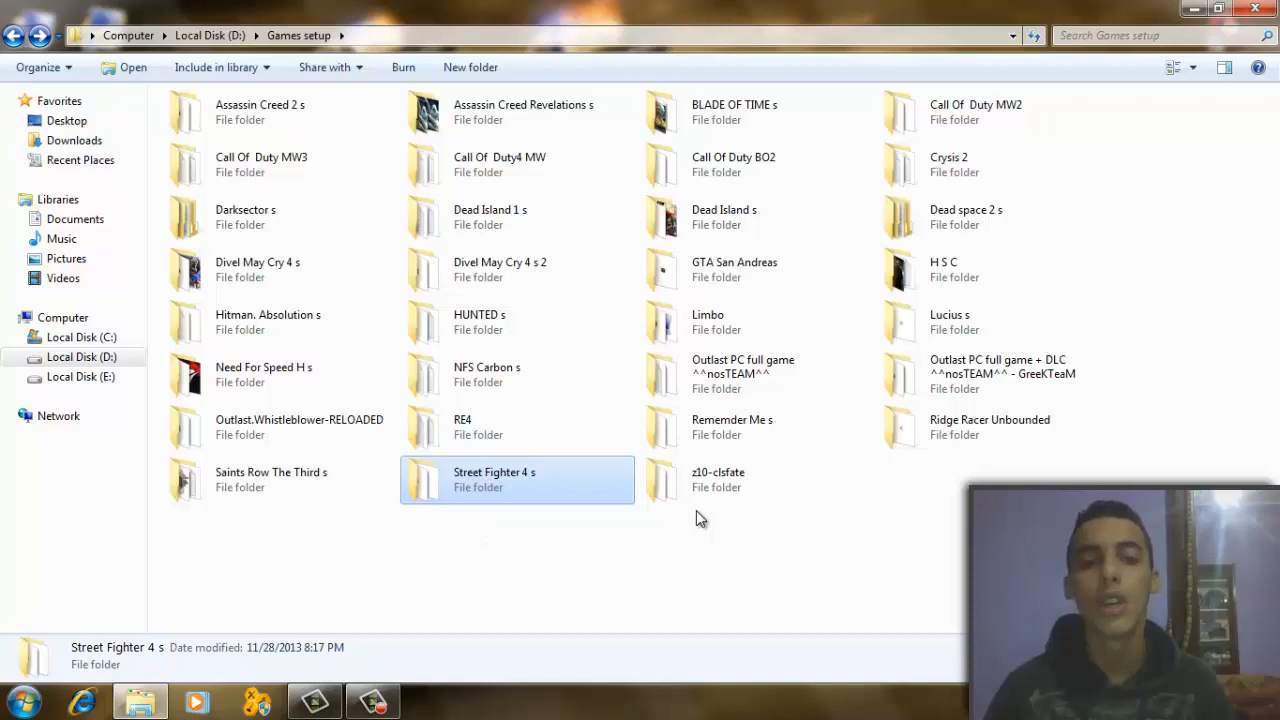 Computer Local Disk (D:) Games setup Search Games setup
Organize Open Include in library Share with Burn New folder
Favorites
Desktop
Downloads
Recent Places
Libraries
Documents
Music
Pictures
Videos
Computer
Local Disk (C:)
Local Disk (D:)
Local Disk (E:)
Network
Assassin Creed 2 s
File folder
Assassin Creed Revelations s
File folder
BLADE OF TIME s
File folder
Call Of Duty MW2
File folder
Call Of Duty MW3
File folder
Call Of Duty4 MW
File folder
Call Of Duty BO2
File folder
Crysis 2
File folder
Darksector s
File folder
Dead Island 1 s
File folder
Dead Island s
File folder
Dead space 2 s
File folder
Divel May Cry 4 s
File folder
Divel May Cry 4 s 2
File folder
GTA San Andreas
File folder
H S C
File folder
Hitman. Absolution s
File folder
HUNTED s
File folder
Limbo
File folder
Lucius s
File folder
Need For Speed H s
File folder
NFS Carbon s
File folder
Outlast PC full game
^^nosTEAM^^
Outlast PC full game + DLC
^^nosTEAM^^ - GreeKTeaM
Outlast.Whistleblower-RELOADED
File folder
RE4
File folder
Rememder Me s
File folder
Ridge Racer Unbounded
File folder
Saints Row The Third s
File folder
Street Fighter 4 s
File folder
z10-clsfate
File folder
Street Fighter 4 s Date modified: 11/28/2013 8:17 PM
File folder